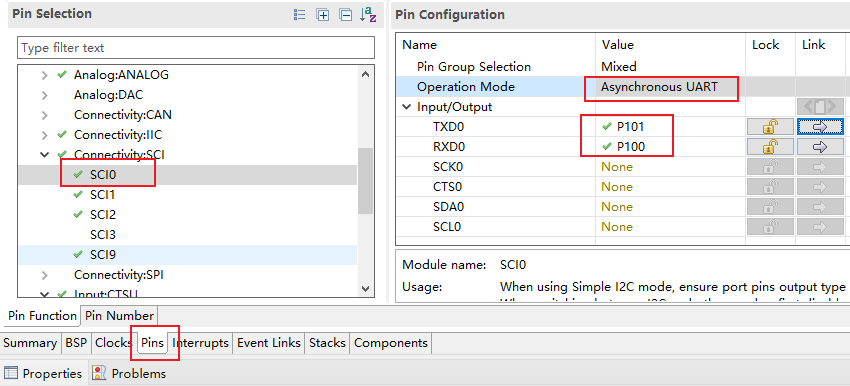 Pin Selection
Type filter text
Analog:ANALOG
Analog:DAC
Connectivity:CAN
Connectivity:IIC
Connectivity:SCI
SCI0
SCI1
SCI2
SCI3
SCI9
Connectivity:SPI
Input:CTSU
Pin Function Pin Number
Pin Configuration
Name Value Lock Link
Pin Group Selection Mixed
Operation Mode Asynchronous UART
Input/Output
TXD0 P101
RXD0 P100
SCK0 None
CTS0 None
SDA0 None
SCL0 None
Module name: SCI0
Usage: When using Simple I2C mode, ensure port pins output type
Summary BSP Clocks Pins Interrupts Event Links Stacks Components
Properties Problems